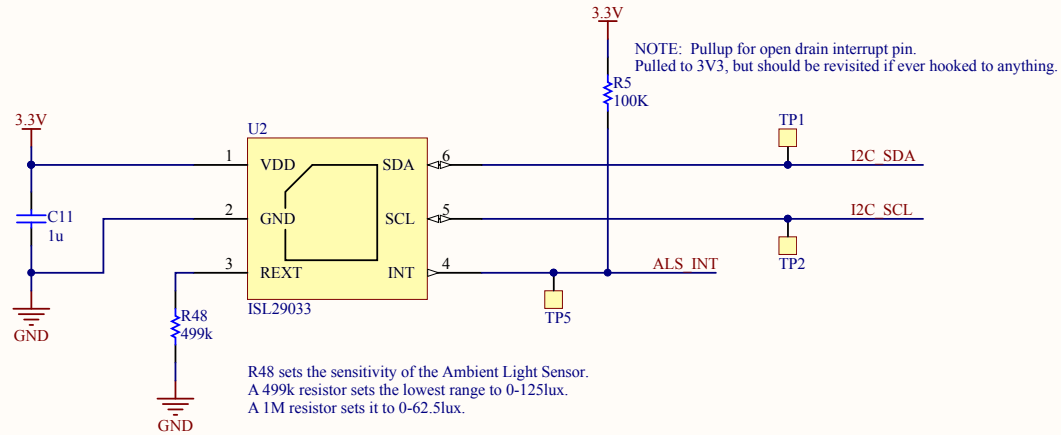 3.3V
NOTE:  Pullup for open drain interrupt pin.
Pulled to 3V3, but should be revisited if ever hooked to anything.
R5
100K
3.3V
U2
TP1
1 VDD SDA 6 I2C_SDA
C11
1u
2 GND SCL 5 I2C_SCL
TP2
3 REXT INT 4 ALS_INT
GND
ISL29033
TP5
R48
499k
R48 sets the sensitivity of the Ambient Light Sensor.
A 499k resistor sets the lowest range to 0-125lux.
A 1M resistor sets it to 0-62.5lux.
GND